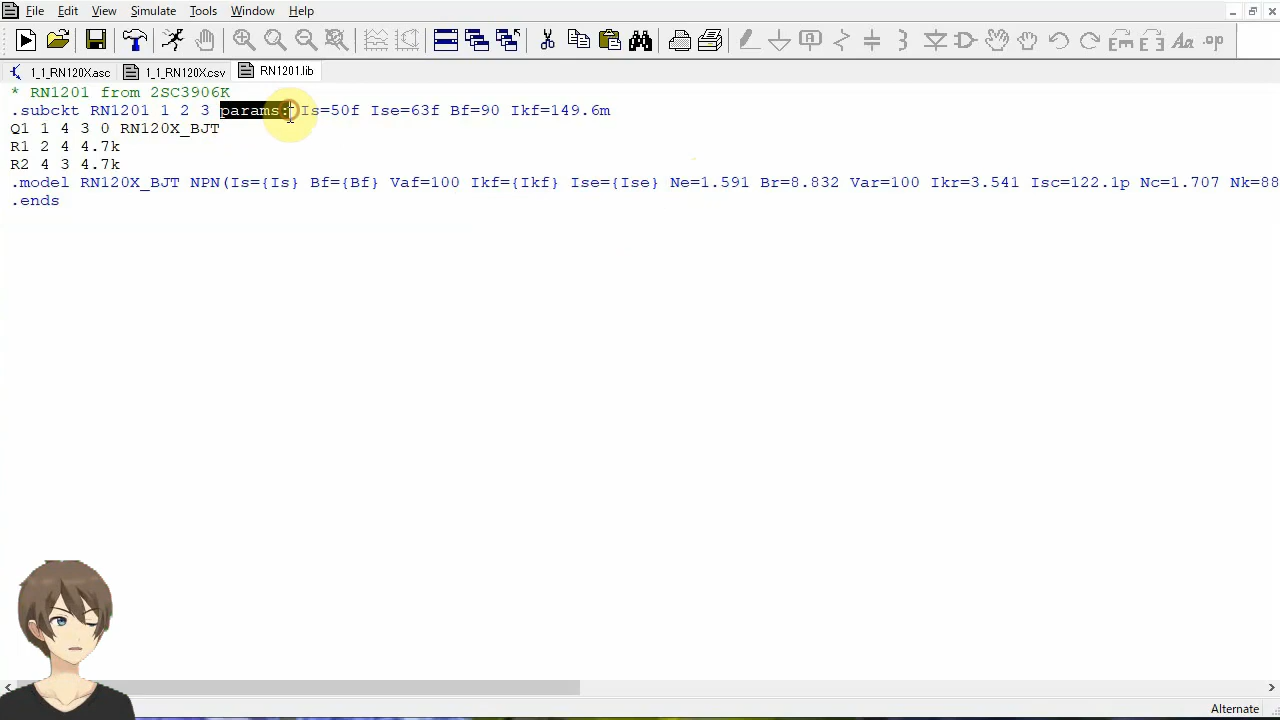 File Edit View Simulate Tools Window Help
1_1_RN120X.asc 1_1_RN120X.csv RN1201.lib
* RN1201 from 2SC3906K
.subckt RN1201 1 2 3 params: Is=50f Ise=63f Bf=90 Ikf=149.6m
Q1 1 4 3 0 RN120X_BJT
R1 2 4 4.7k
R2 4 3 4.7k
.model RN120X_BJT NPN(Is={Is} Bf={Bf} Vaf=100 Ikf={Ikf} Ise={Ise} Ne=1.591 Br=8.832 Var=100 Ikr=3.541 Isc=122.1p Nc=1.707 Nk=88
.ends
Alternate